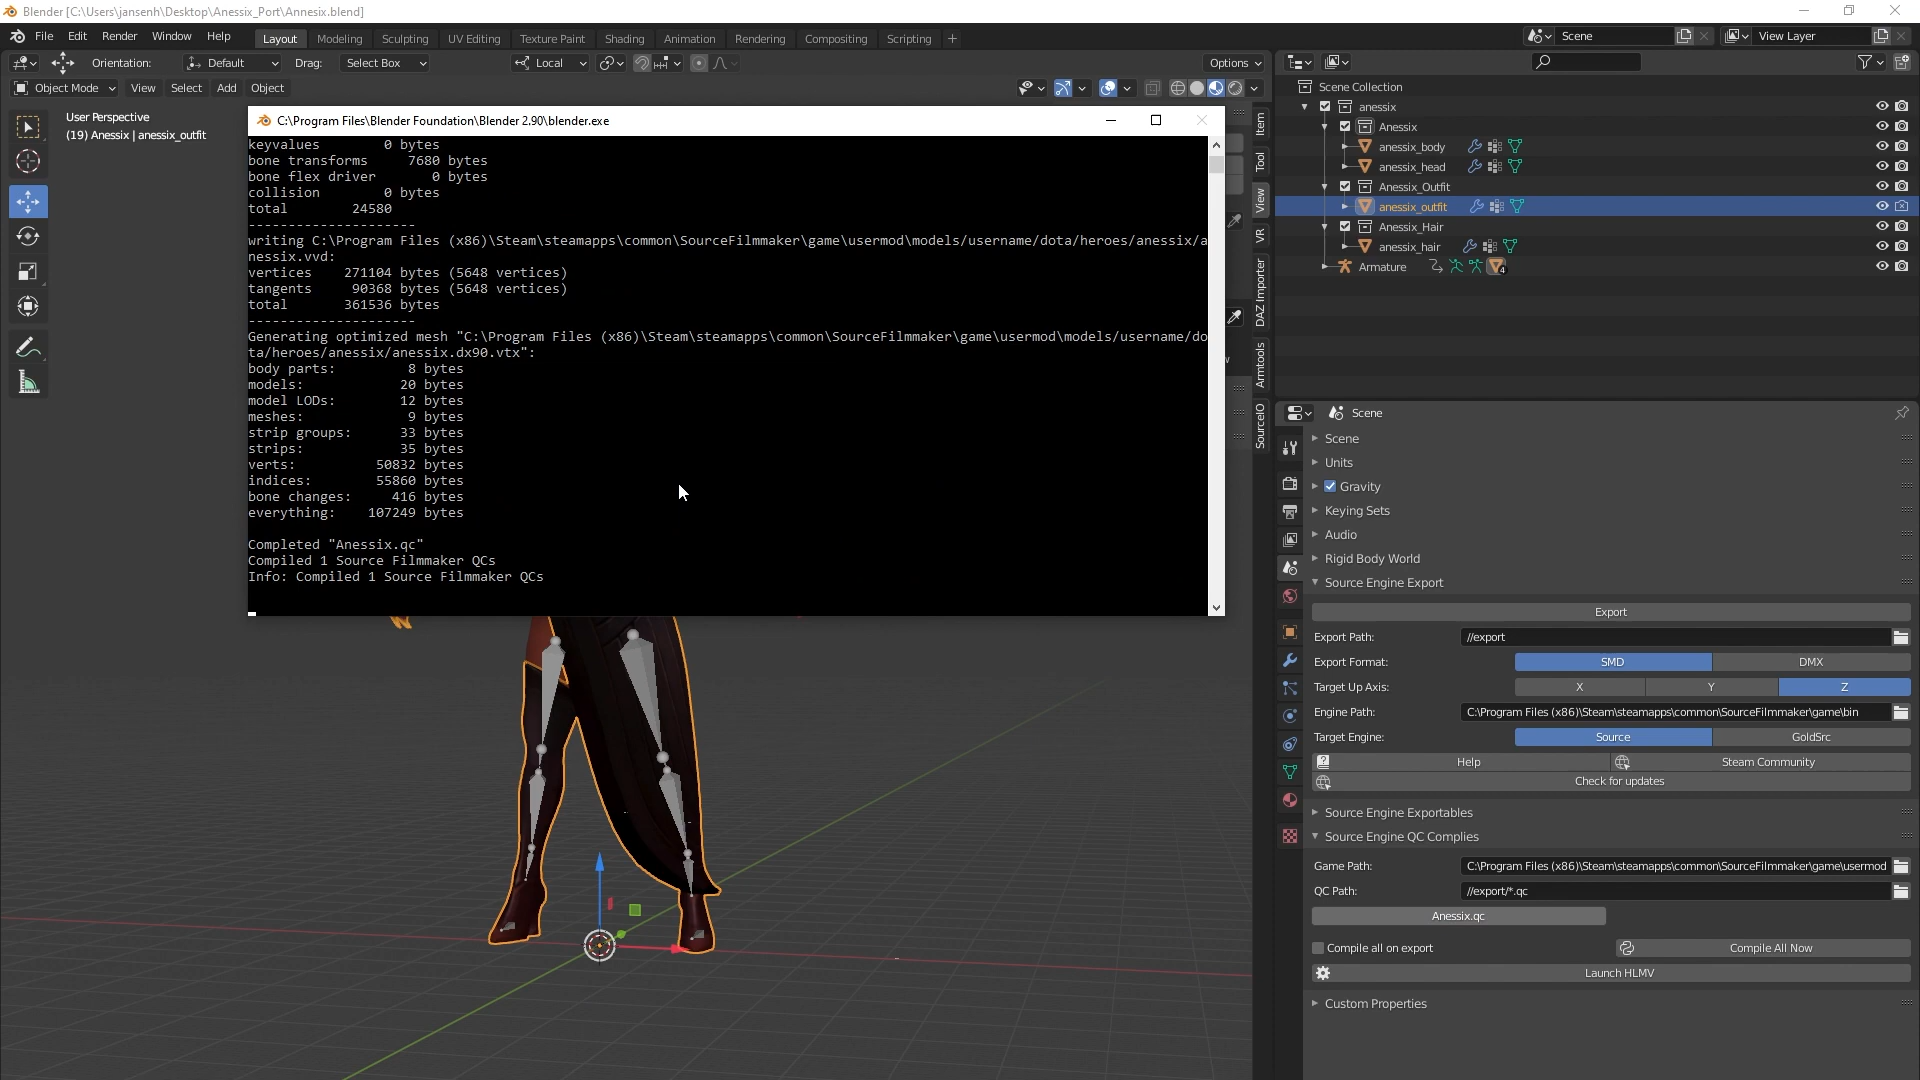 Blender [C:\Users\jansenh\Desktop\Anessix_Port\Annesix.blend]
File Edit Render Window Help Layout Modeling Sculpting UV Editing Texture Paint Shading Animation Rendering Compositing Scripting + Scene View Layer
Orientation: Default Drag: Select Box Local Options
Object Mode View Select Add Object
User Perspective
(19) Anessix | anessix_outfit
C:\Program Files\Blender Foundation\Blender 2.90\blender.exe
keyvalues 0 bytes
bone transforms 7680 bytes
bone flex driver 0 bytes
collision 0 bytes
total 24580
---------------------
writing C:\Program Files (x86)\Steam\steamapps\common\SourceFilmmaker\game\usermod\models/username/dota/heroes/anessix/a
nessix.vvd:
vertices 271104 bytes (5648 vertices)
tangents 90368 bytes (5648 vertices)
total 361536 bytes
---------------------
Generating optimized mesh "C:\Program Files (x86)\Steam\steamapps\common\SourceFilmmaker\game\usermod\models/username/do
ta/heroes/anessix/anessix.dx90.vtx":
body parts: 8 bytes
models: 20 bytes
model LODs: 12 bytes
meshes: 9 bytes
strip groups: 33 bytes
strips: 35 bytes
verts: 50832 bytes
indices: 55860 bytes
bone changes: 416 bytes
everything: 107249 bytes
Completed "Anessix.qc"
Compiled 1 Source Filmmaker QCs
Info: Compiled 1 Source Filmmaker QCs
Item
Tool
View
VR
DAZ Importer
Armtools
SourceIO
Scene Collection
anessix
Anessix
anessix_body
anessix_head
Anessix_Outfit
anessix_outfit
Anessix_Hair
anessix_hair
Armature 4
Scene
Scene
Units
Gravity
Keying Sets
Audio
Rigid Body World
Source Engine Export
Export
Export Path: //export
Export Format: SMD DMX
Target Up Axis: X Y Z
Engine Path: C:\Program Files (x86)\Steam\steamapps\common\SourceFilmmaker\game\bin
Target Engine: Source GoldSrc
Help Steam Community
Check for updates
Source Engine Exportables
Source Engine QC Complies
Game Path: C:\Program Files (x86)\Steam\steamapps\common\SourceFilmmaker\game\usermod
QC Path: //export/*.qc
Anessix.qc
Compile all on export Compile All Now
Launch HLMV
Custom Properties